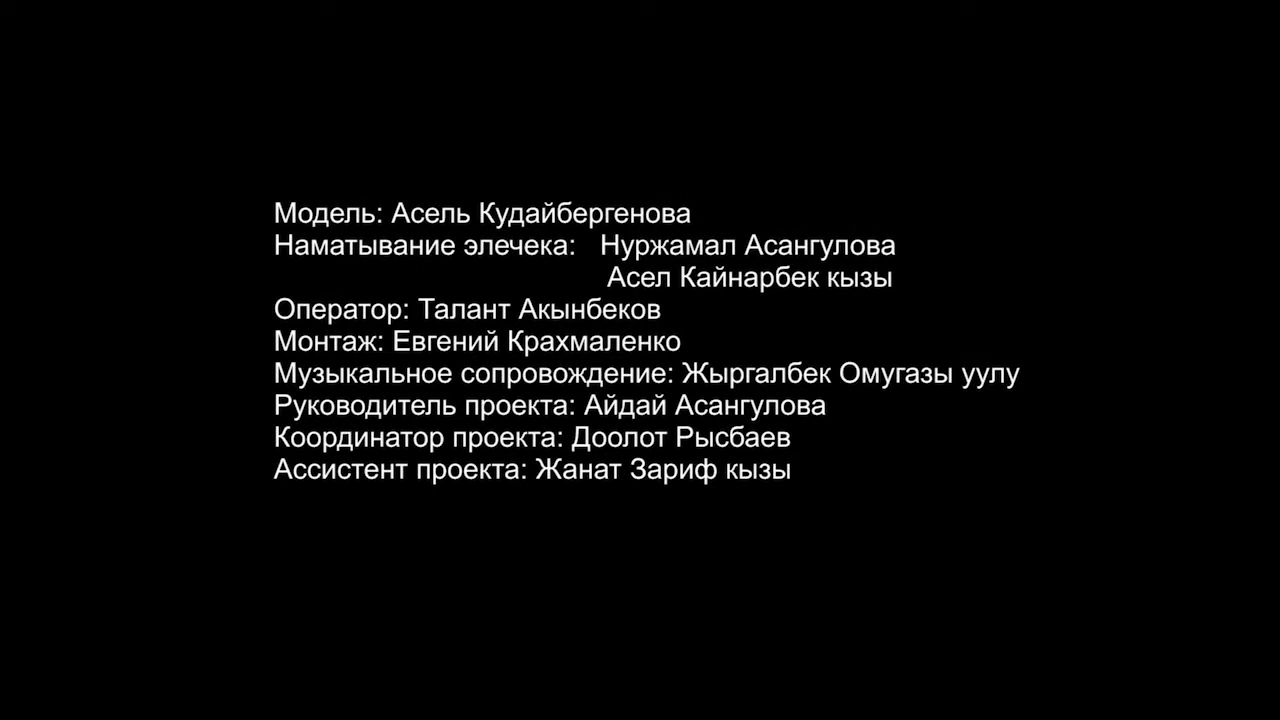 Модель: Асель Кудайбергенова
Наматывание элечека: Нуржамал Асангулова
Асел Кайнарбек кызы
Оператор: Талант Акынбеков
Монтаж: Евгений Крахмаленко
Музыкальное сопровождение: Жыргалбек Омугазы уулу
Руководитель проекта: Айдай Асангулова
Координатор проекта: Доолот Рысбаев
Ассистент проекта: Жанат Зариф кызы